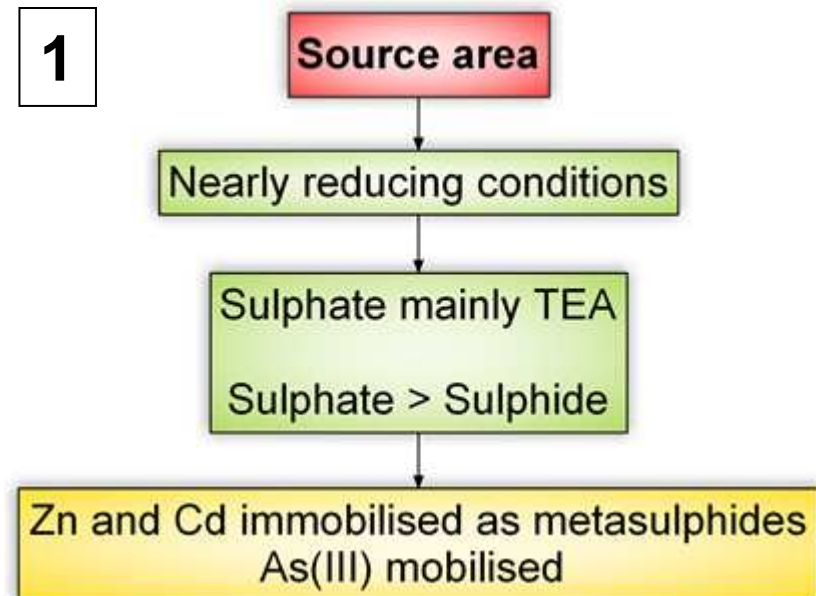 1
Source area
Nearly reducing conditions
Sulphate mainly TEA
Sulphate > Sulphide
Zn and Cd immobilised as metasulphides
As(III) mobilised